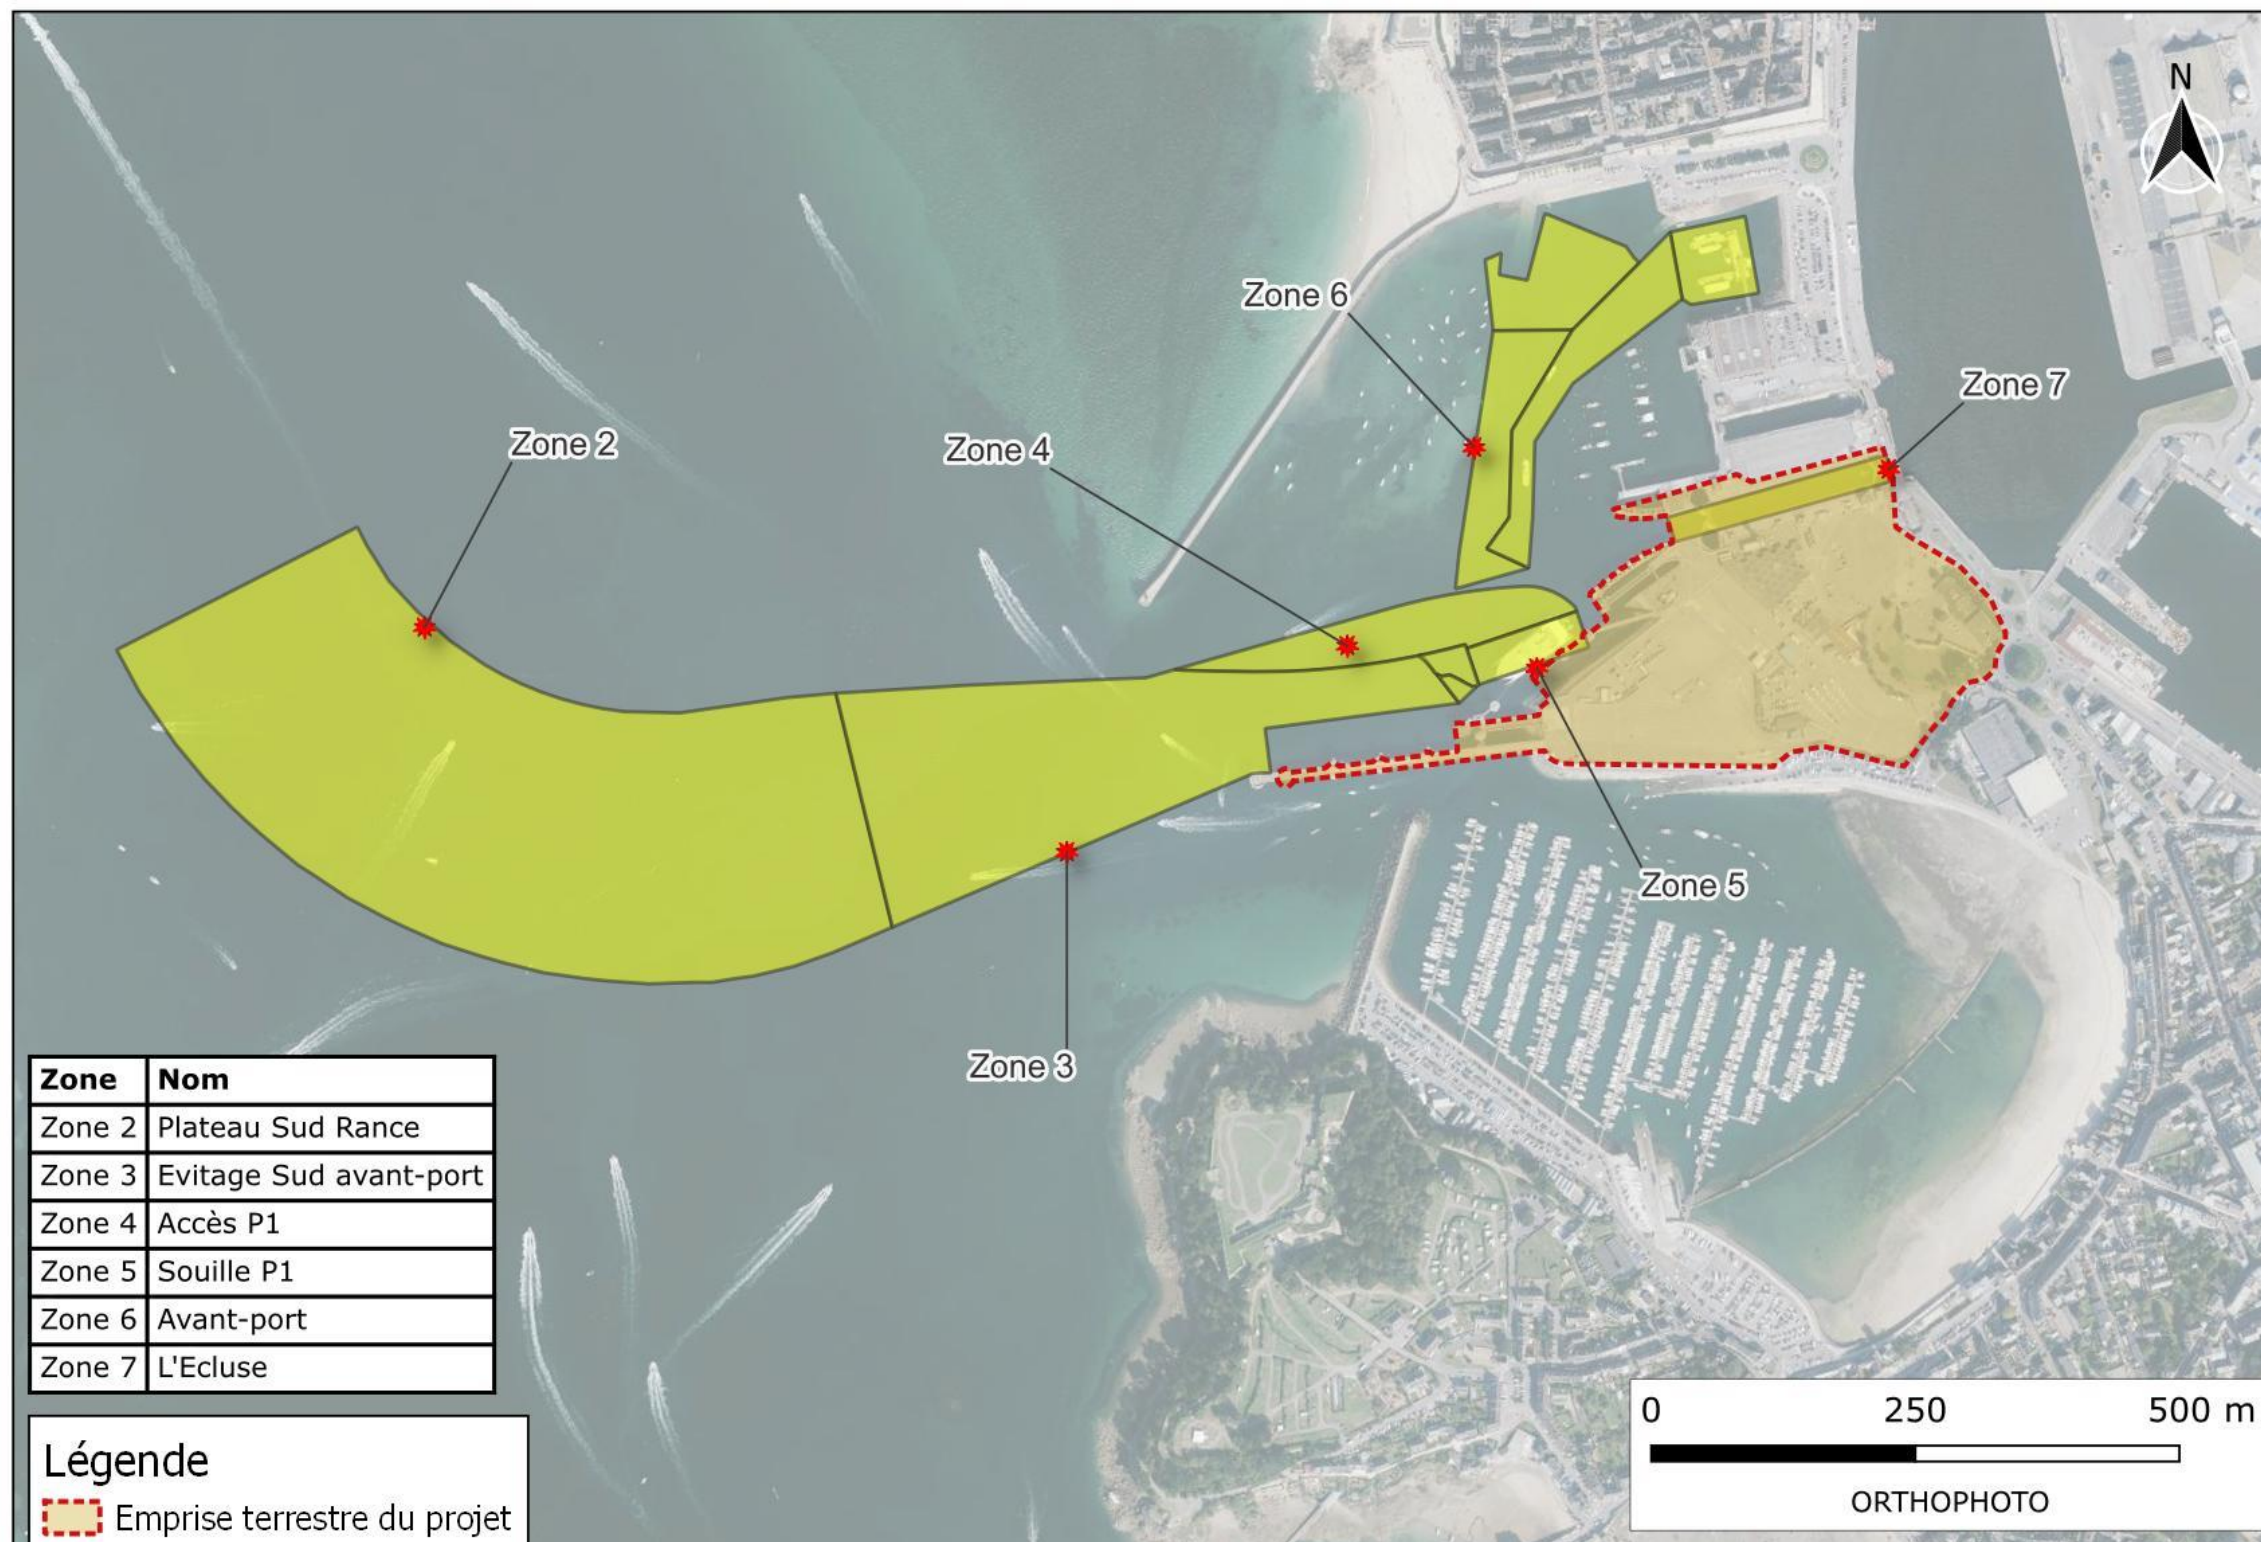 N
Zone 6
Zone 7
Zone 2
Zone 4
Zone 5
Zone 3
Zone Nom
Zone 2 Plateau Sud Rance
Zone 3 Evitage Sud avant-port
Zone 4 Accès P1
Zone 5 Souille P1
Zone 6 Avant-port
Zone 7 L'Ecluse
Légende
Emprise terrestre du projet
0 250 500 m
ORTHOPHOTO